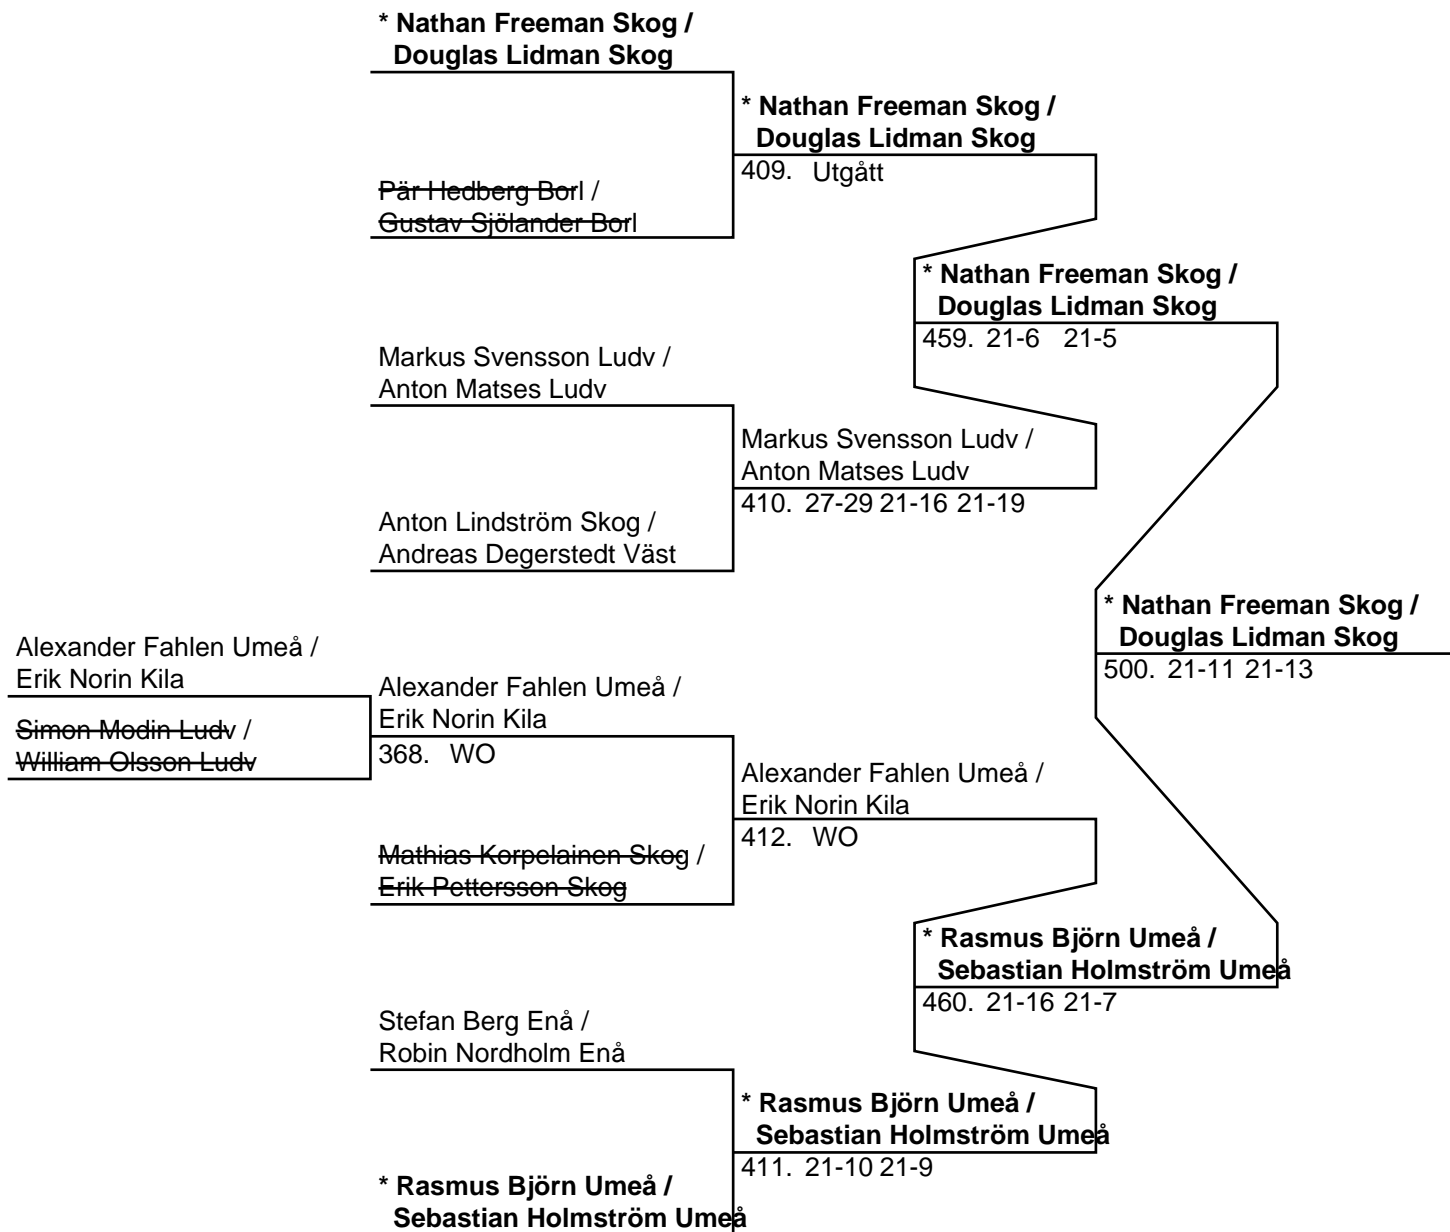 * Nathan Freeman Skog /
Douglas Lidman Skog
* Nathan Freeman Skog /
Douglas Lidman Skog
409. Utgått
Pär Hedberg Borl /
Gustav Sjölander Borl
* Nathan Freeman Skog /
Douglas Lidman Skog
459. 21-6 21-5
Markus Svensson Ludv /
Anton Matses Ludv
Markus Svensson Ludv /
Anton Matses Ludv
410. 27-29 21-16 21-19
Anton Lindström Skog /
Andreas Degerstedt Väst
* Nathan Freeman Skog /
Douglas Lidman Skog
500. 21-11 21-13
Alexander Fahlen Umeå /
Erik Norin Kila
Alexander Fahlen Umeå /
Erik Norin Kila
368. WO
Simon Modin Ludv /
William Olsson Ludv
Alexander Fahlen Umeå /
Erik Norin Kila
412. WO
Mathias Korpelainen Skog /
Erik Pettersson Skog
* Rasmus Björn Umeå /
Sebastian Holmström Umeå
460. 21-16 21-7
Stefan Berg Enå /
Robin Nordholm Enå
* Rasmus Björn Umeå /
Sebastian Holmström Umeå
411. 21-10 21-9
* Rasmus Björn Umeå /
Sebastian Holmström Umeå